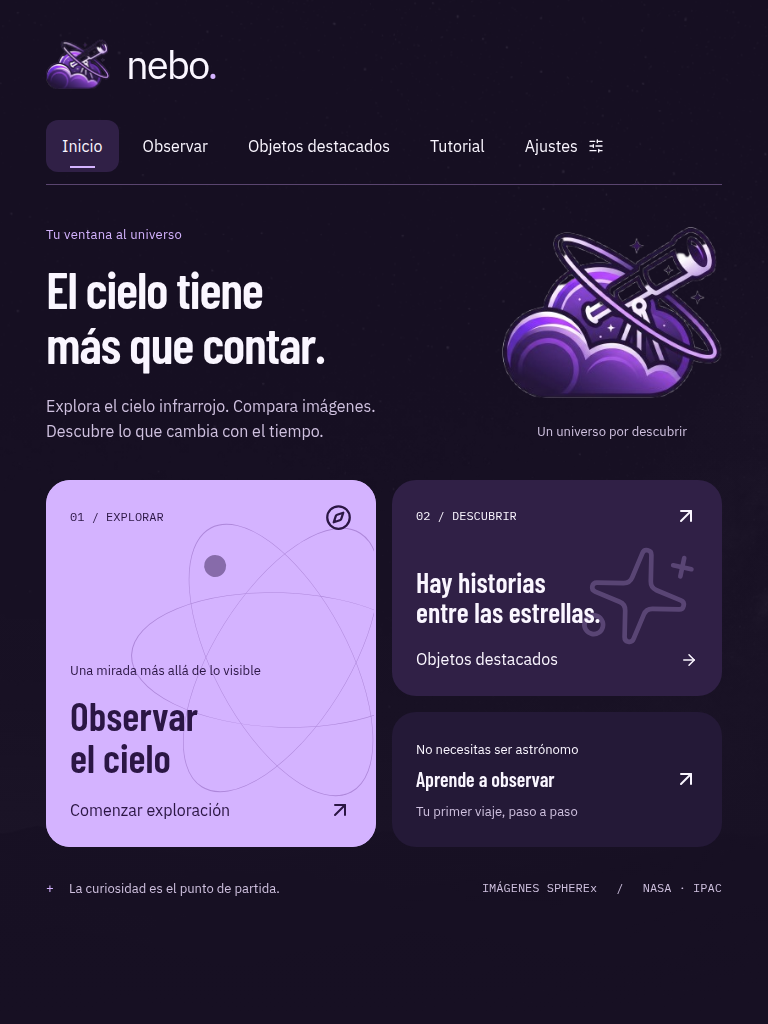 nebo.
Inicio
Observar
Objetos destacados
Tutorial
Ajustes
Tu ventana al universo
El cielo tiene
más que contar.
Explora el cielo infrarrojo. Compara imágenes.
Descubre lo que cambia con el tiempo.
Un universo por descubrir
01 / EXPLORAR
Una mirada más allá de lo visible
Observar
el cielo
Comenzar exploración
02 / DESCUBRIR
Hay historias
entre las estrellas.
Objetos destacados
No necesitas ser astrónomo
Aprende a observar
Tu primer viaje, paso a paso
+ La curiosidad es el punto de partida.
IMÁGENES SPHEREx / NASA · IPAC